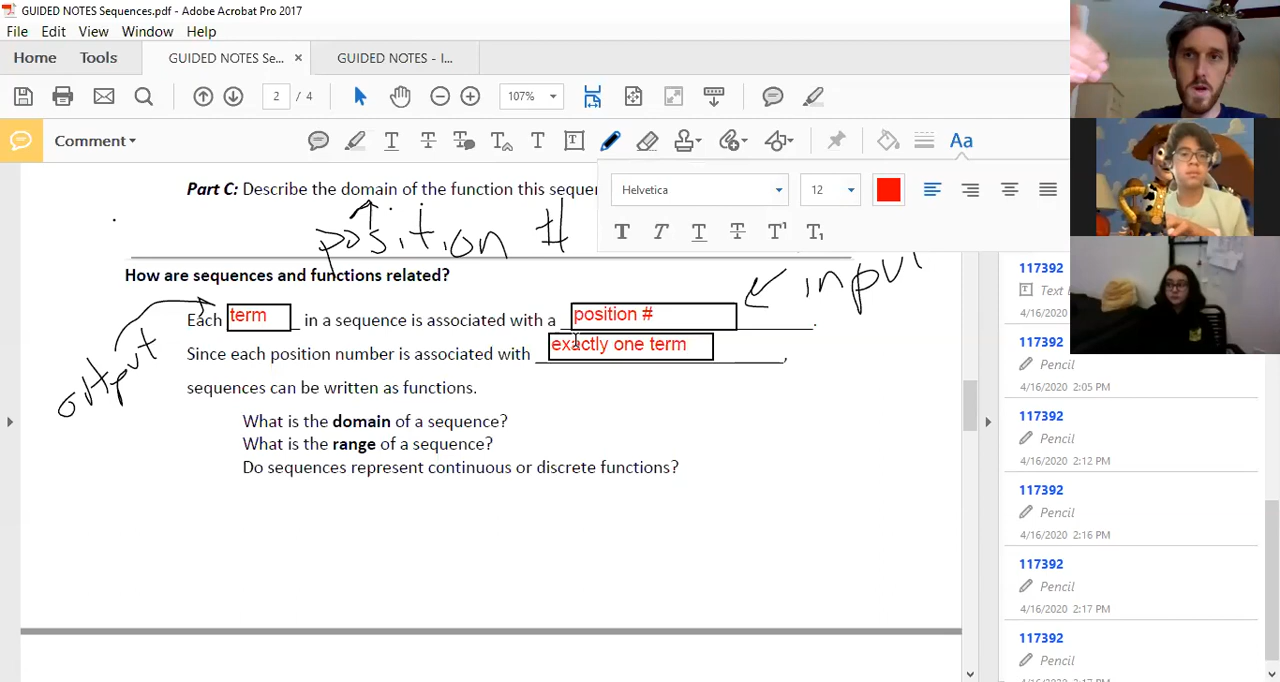 GUIDED NOTES Sequences.pdf - Adobe Acrobat Pro 2017
File Edit View Window Help
Home Tools GUIDED NOTES Se... × GUIDED NOTES - I...
2 / 4 107%
Comment
Helvetica 12
Part C: Describe the domain of the function this seque
position #
How are sequences and functions related?
input
Each term in a sequence is associated with a position #.
output
Since each position number is associated with exactly one term,
sequences can be written as functions.
What is the domain of a sequence?
What is the range of a sequence?
Do sequences represent continuous or discrete functions?
117392
Text
117392
Pencil
4/16/2020 2:05 PM
117392
Pencil
4/16/2020 2:12 PM
117392
Pencil
4/16/2020 2:16 PM
117392
Pencil
4/16/2020 2:17 PM
117392
Pencil